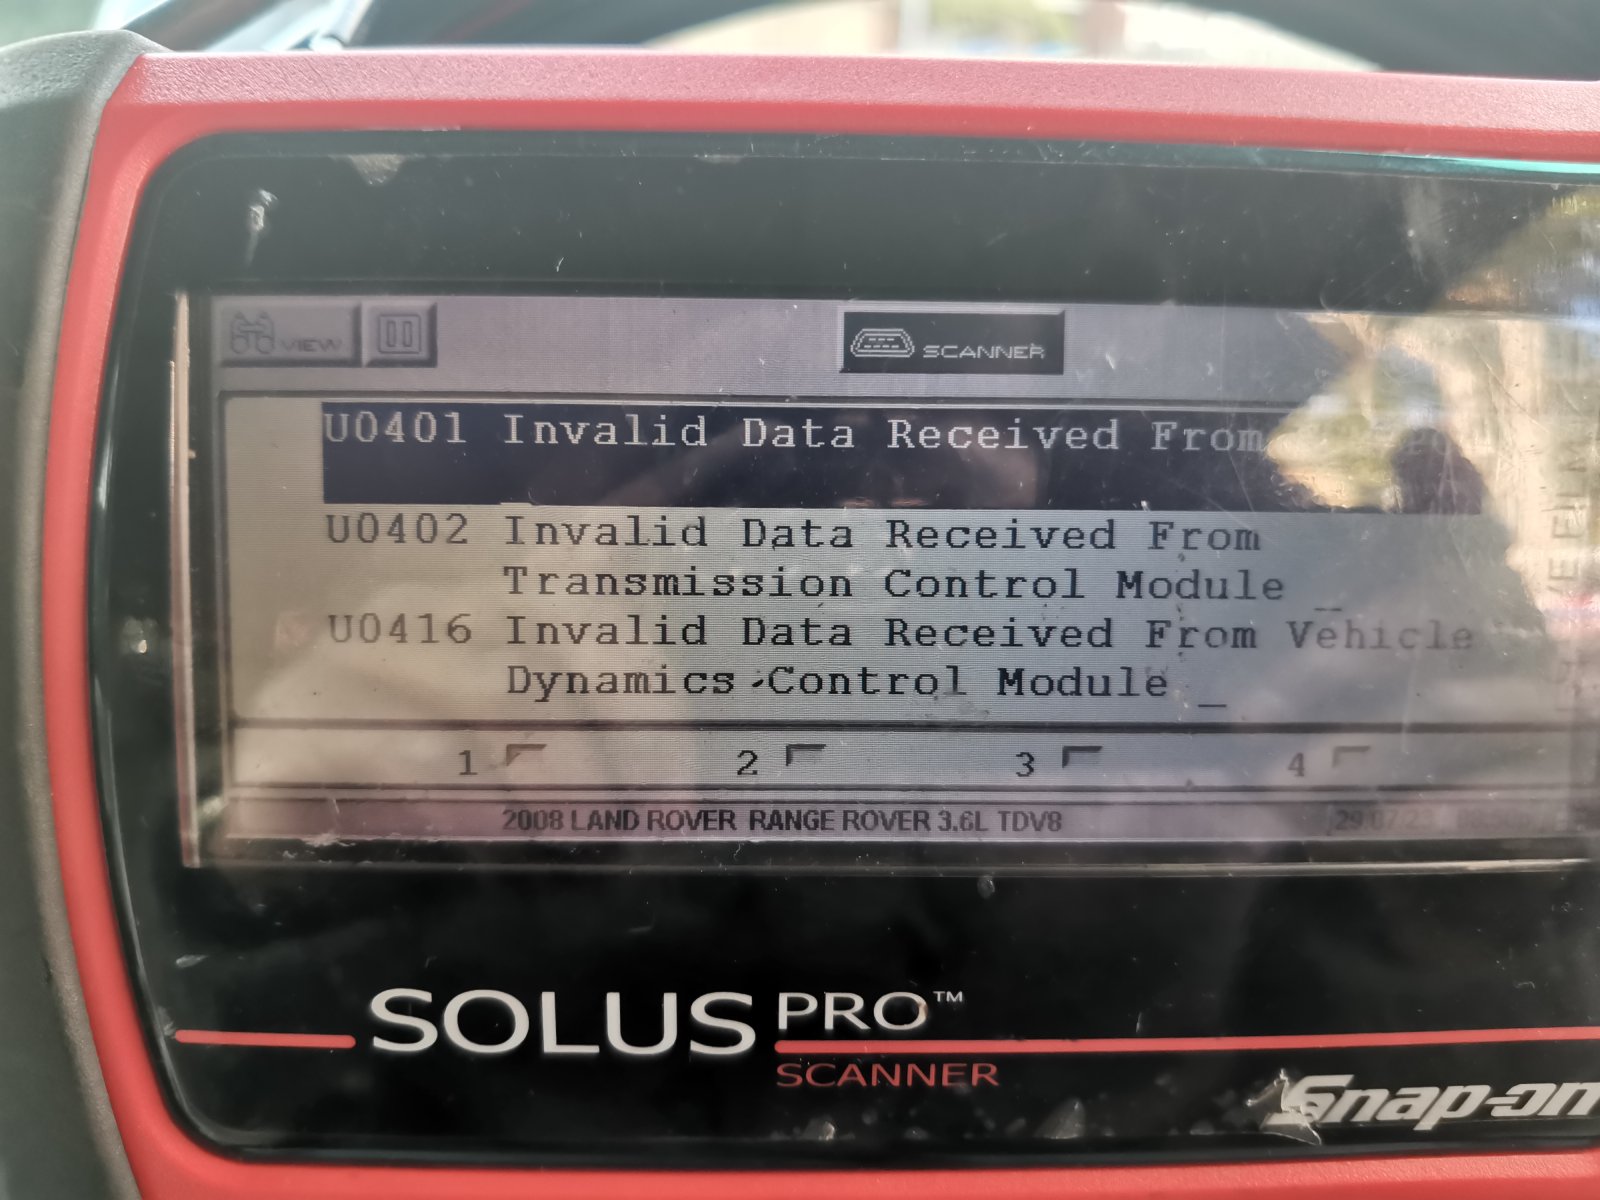 VIEW
SCANNER
U0401 Invalid Data Received From
U0402 Invalid Data Received From
Transmission Control Module _
U0416 Invalid Data Received From Vehicle
Dynamics Control Module _
1 2 3 4
2008 LAND ROVER RANGE ROVER 3.6L TDV8
SOLUS PRO™
SCANNER
Snap-on